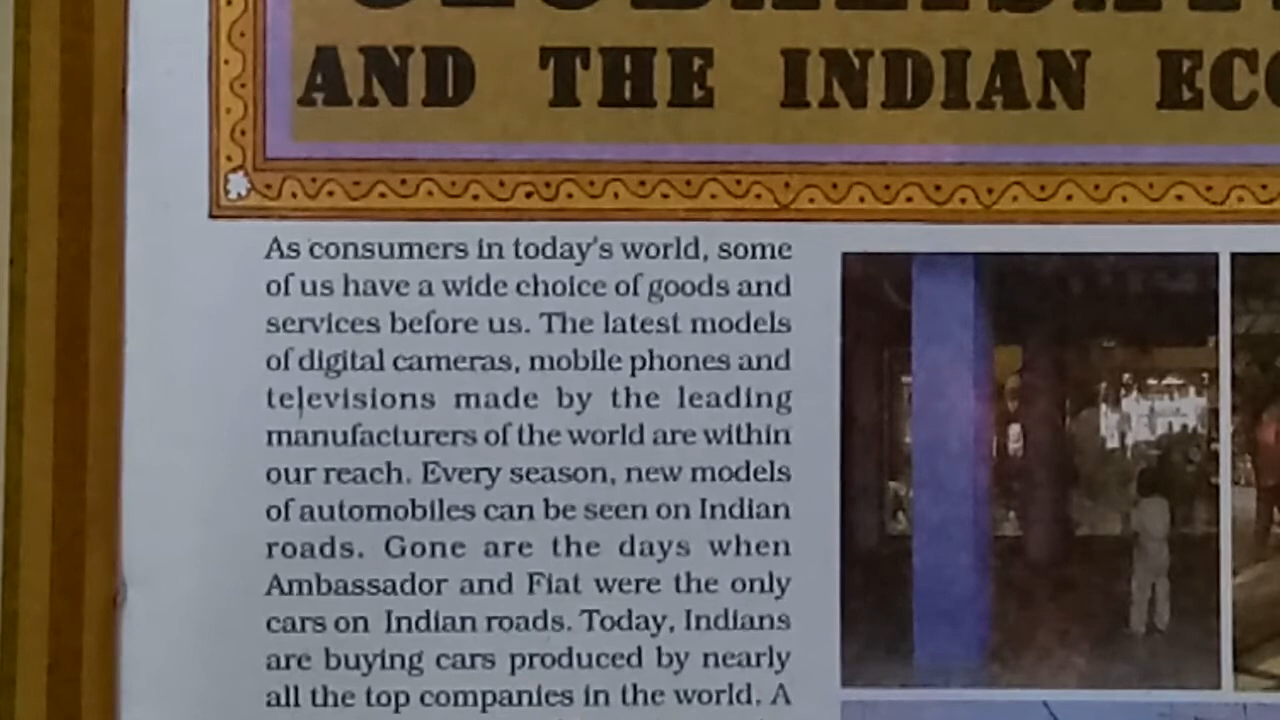 AND THE INDIAN
As consumers in today's world, some
of us have a wide choice of goods and
services before us. The latest models
of digital cameras, mobile phones and
televisions made by the leading
manufacturers of the world are within
our reach. Every season, new models
of automobiles can be seen on Indian
roads. Gone are the days when
Ambassador and Fiat were the only
cars on Indian roads. Today, Indians
are buying cars produced by nearly
all the top companies in the world. A